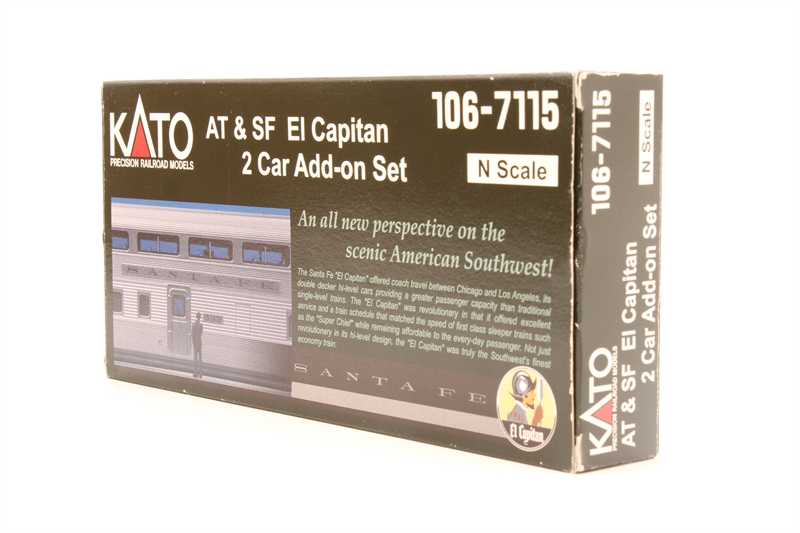 KATO
PRECISION RAILROAD MODELS
AT & SF El Capitan
2 Car Add-on Set
106-7115
N Scale
An all new perspective on the
scenic American Southwest!
The Santa Fe "El Capitan" offered coach travel between Chicago and Los Angeles, its
double decker hi-level cars providing a greater passenger capacity than traditional
single-level trains. The "El Capitan" was revolutionary in that it offered excellent
service and a train schedule that matched the speed of first class sleeper trains such
as the "Super Chief" while remaining affordable to the every-day passenger. Not just
revolutionary in its hi-level design, the "El Capitan" was truly the Southwest's finest
economy train.
SANTA FE
SANTA FE
El Capitan
106-7115
N Scale
AT & SF El Capitan
2 Car Add-on Set
KATO
PRECISION RAILROAD MODELS